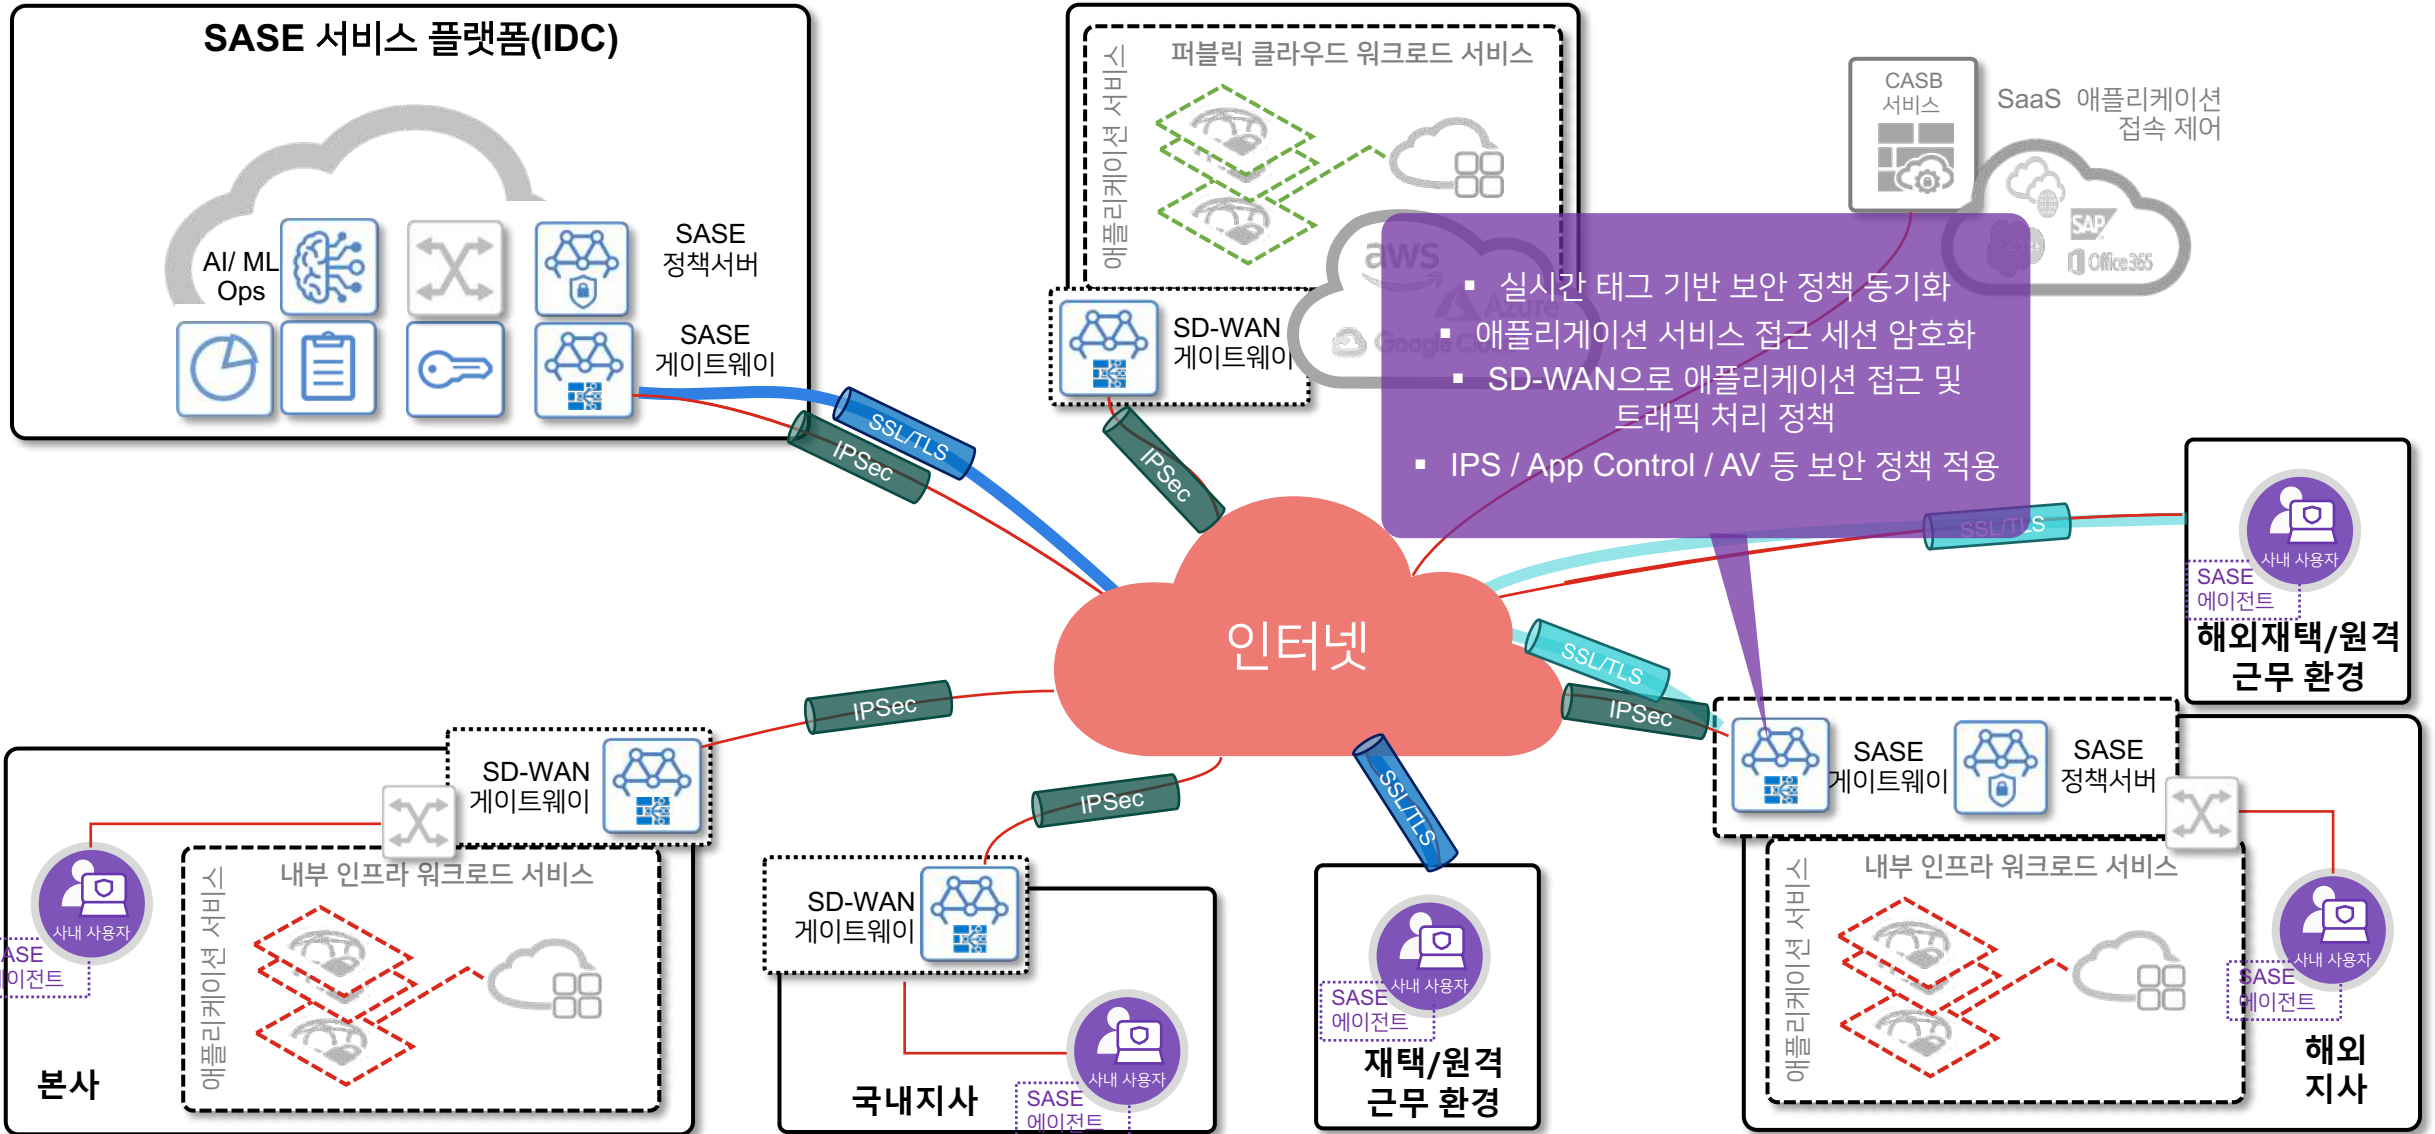 SASE 서비스 플랫폼(IDC)
AI/ ML
Ops
SASE
정책서버
SASE
게이트웨이
SSL/TLS
IPSec
퍼블릭 클라우드 워크로드 서비스
애플리케이션 서비스
SD-WAN
게이트웨이
IPSec
aws
Azure
Google Cloud
CASB
서비스
SaaS 애플리케이션
접속 제어
SAP
Office 365
▪ 실시간 태그 기반 보안 정책 동기화
▪ 애플리게이션 서비스 접근 세션 암호화
▪ SD-WAN으로 애플리케이션 접근 및
트래픽 처리 정책
▪ IPS / App Control / AV 등 보안 정책 적용
SSL/TLS
사내 사용자
SASE
에이전트
해외재택/원격
근무 환경
인터넷
SSL/TLS
IPSec
IPSec
IPSec
SSL/TLS
SD-WAN
게이트웨이
사내 사용자
ASE
이전트
내부 인프라 워크로드 서비스
애플리케이션 서비스
본사
SD-WAN
게이트웨이
사내 사용자
SASE
에이전트
국내지사
사내 사용자
SASE
에이전트
재택/원격
근무 환경
SASE
게이트웨이
SASE
정책서버
내부 인프라 워크로드 서비스
애플리케이션 서비스
사내 사용자
SASE
에이전트
해외
지사